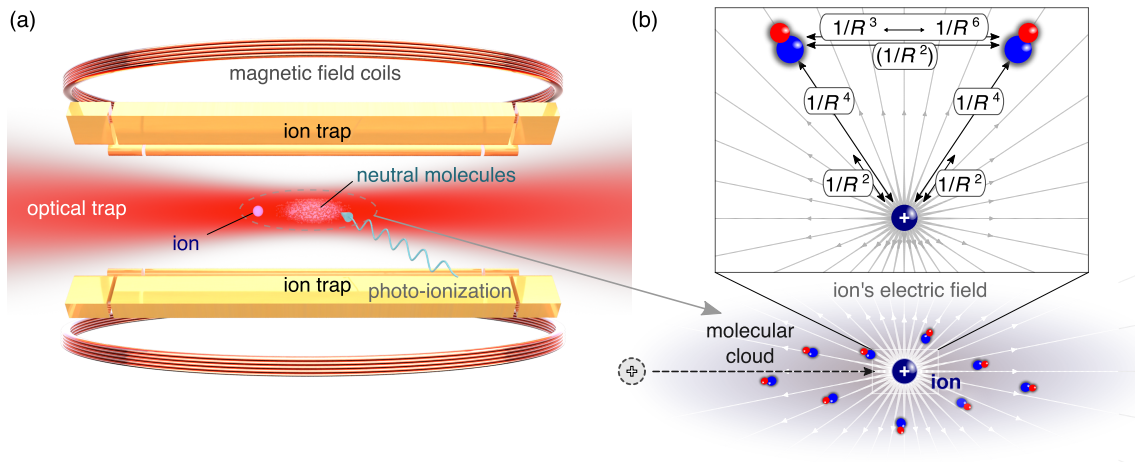 (a)
magnetic field coils
ion trap
neutral molecules
optical trap
ion
ion trap
photo-ionization
(b)
1/R³ ⟷ 1/R⁶
(1/R²)
1/R⁴
1/R⁴
1/R²
1/R²
+
ion's electric field
molecular
cloud
+
+
ion